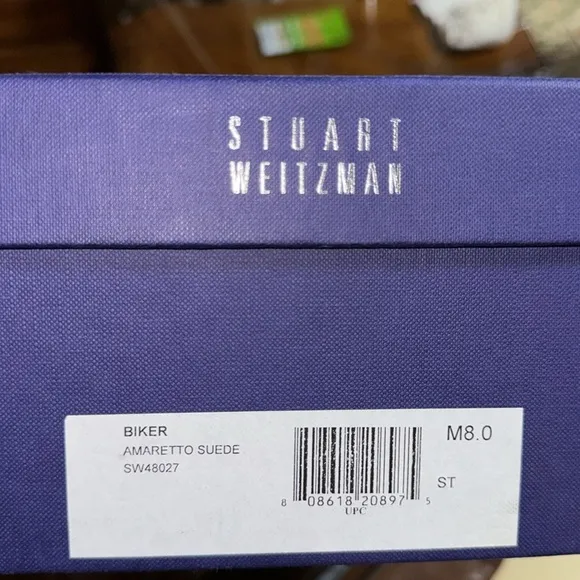 STUART
WEITZMAN
BIKER
AMARETTO SUEDE
SW48027
M8.0
ST
8 08618 20897 5
UPC